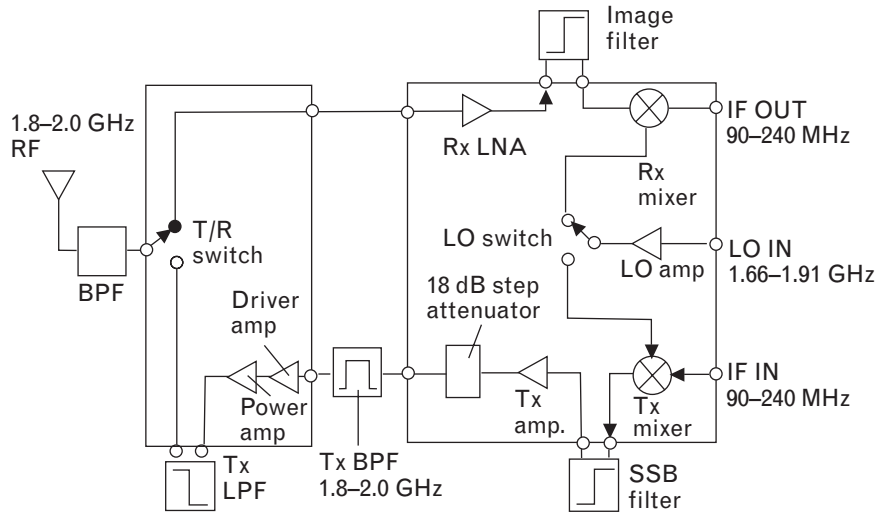 Image
filter
1.8–2.0 GHz
RF
Rx LNA
IF OUT
90–240 MHz
Rx
mixer
T/R
switch
LO switch
LO amp
LO IN
1.66–1.91 GHz
BPF
Driver
amp
18 dB step
attenuator
Power
amp
Tx
amp.
Tx
mixer
IF IN
90–240 MHz
Tx
LPF
Tx BPF
1.8–2.0 GHz
SSB
filter